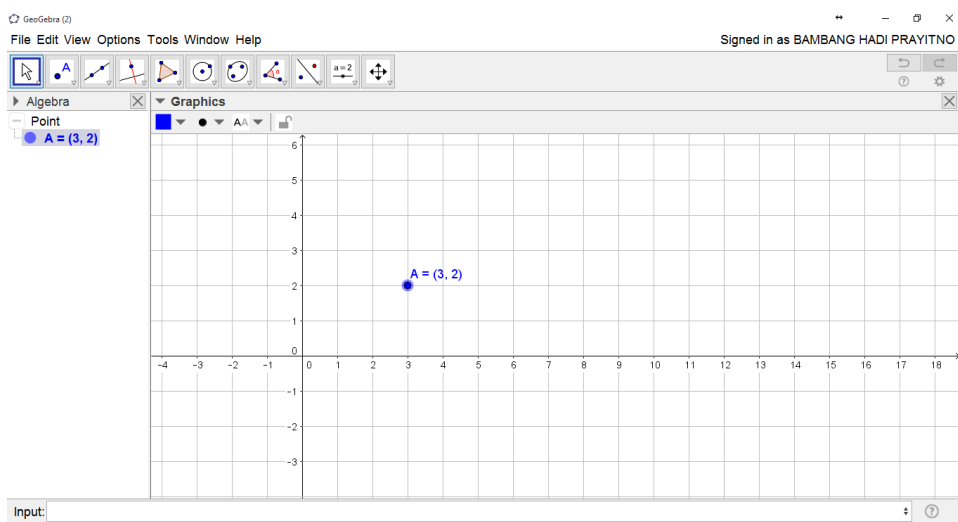 GeoGebra (2)
File Edit View Options Tools Window Help
Signed in as BAMBANG HADI PRAYITNO
A
α
a = 2
Algebra
Graphics
Point
A = (3, 2)
AA
6
5
4
3
A = (3, 2)
2
1
0
-4 -3 -2 -1 0 1 2 3 4 5 6 7 8 9 10 11 12 13 14 15 16 17 18
-1
-2
-3
Input: